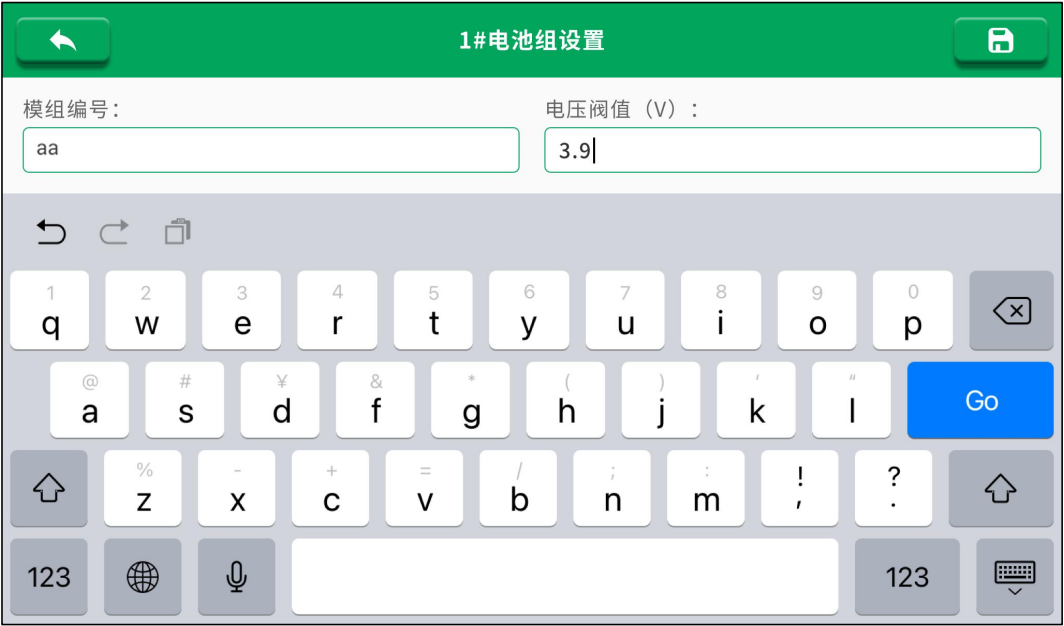 1#电池组设置
模组编号：
电压阀值（V）：
aa
3.9
1 2 3 4 5 6 7 8 9 0
q w e r t y u i o p
@ # ¥ & * ( ) ' "
a s d f g h j k l Go
% - + = / ; : ! ?
z x c v b n m , .
123 123